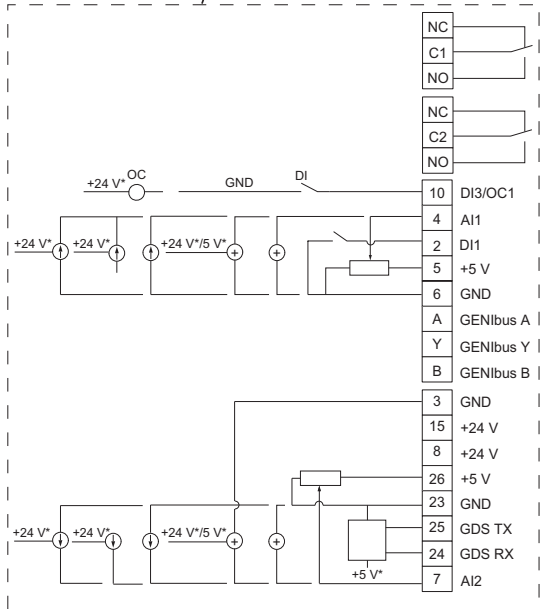 NC
C1
NO
NC
C2
NO
+24 V* OC GND DI 10 DI3/OC1
4 AI1
+24 V* +24 V* +24 V*/5 V* 2 DI1
5 +5 V
6 GND
A GENIbus A
Y GENIbus Y
B GENIbus B
3 GND
15 +24 V
8 +24 V
26 +5 V
23 GND
+24 V* +24 V* +24 V*/5 V* 25 GDS TX
24 GDS RX
+5 V* 7 AI2